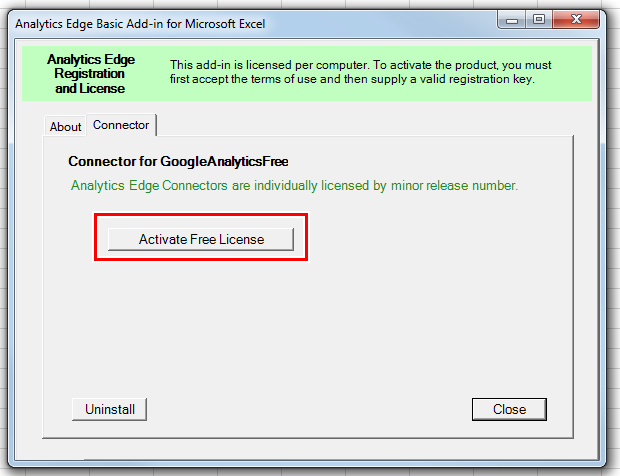 Analytics Edge Basic Add-in for Microsoft Excel
Analytics Edge
Registration
and License
This add-in is licensed per computer. To activate the product, you must
first accept the terms of use and then supply a valid registration key.
About
Connector
Connector for GoogleAnalyticsFree
Analytics Edge Connectors are individually licensed by minor release number.
Activate Free License
Uninstall
Close